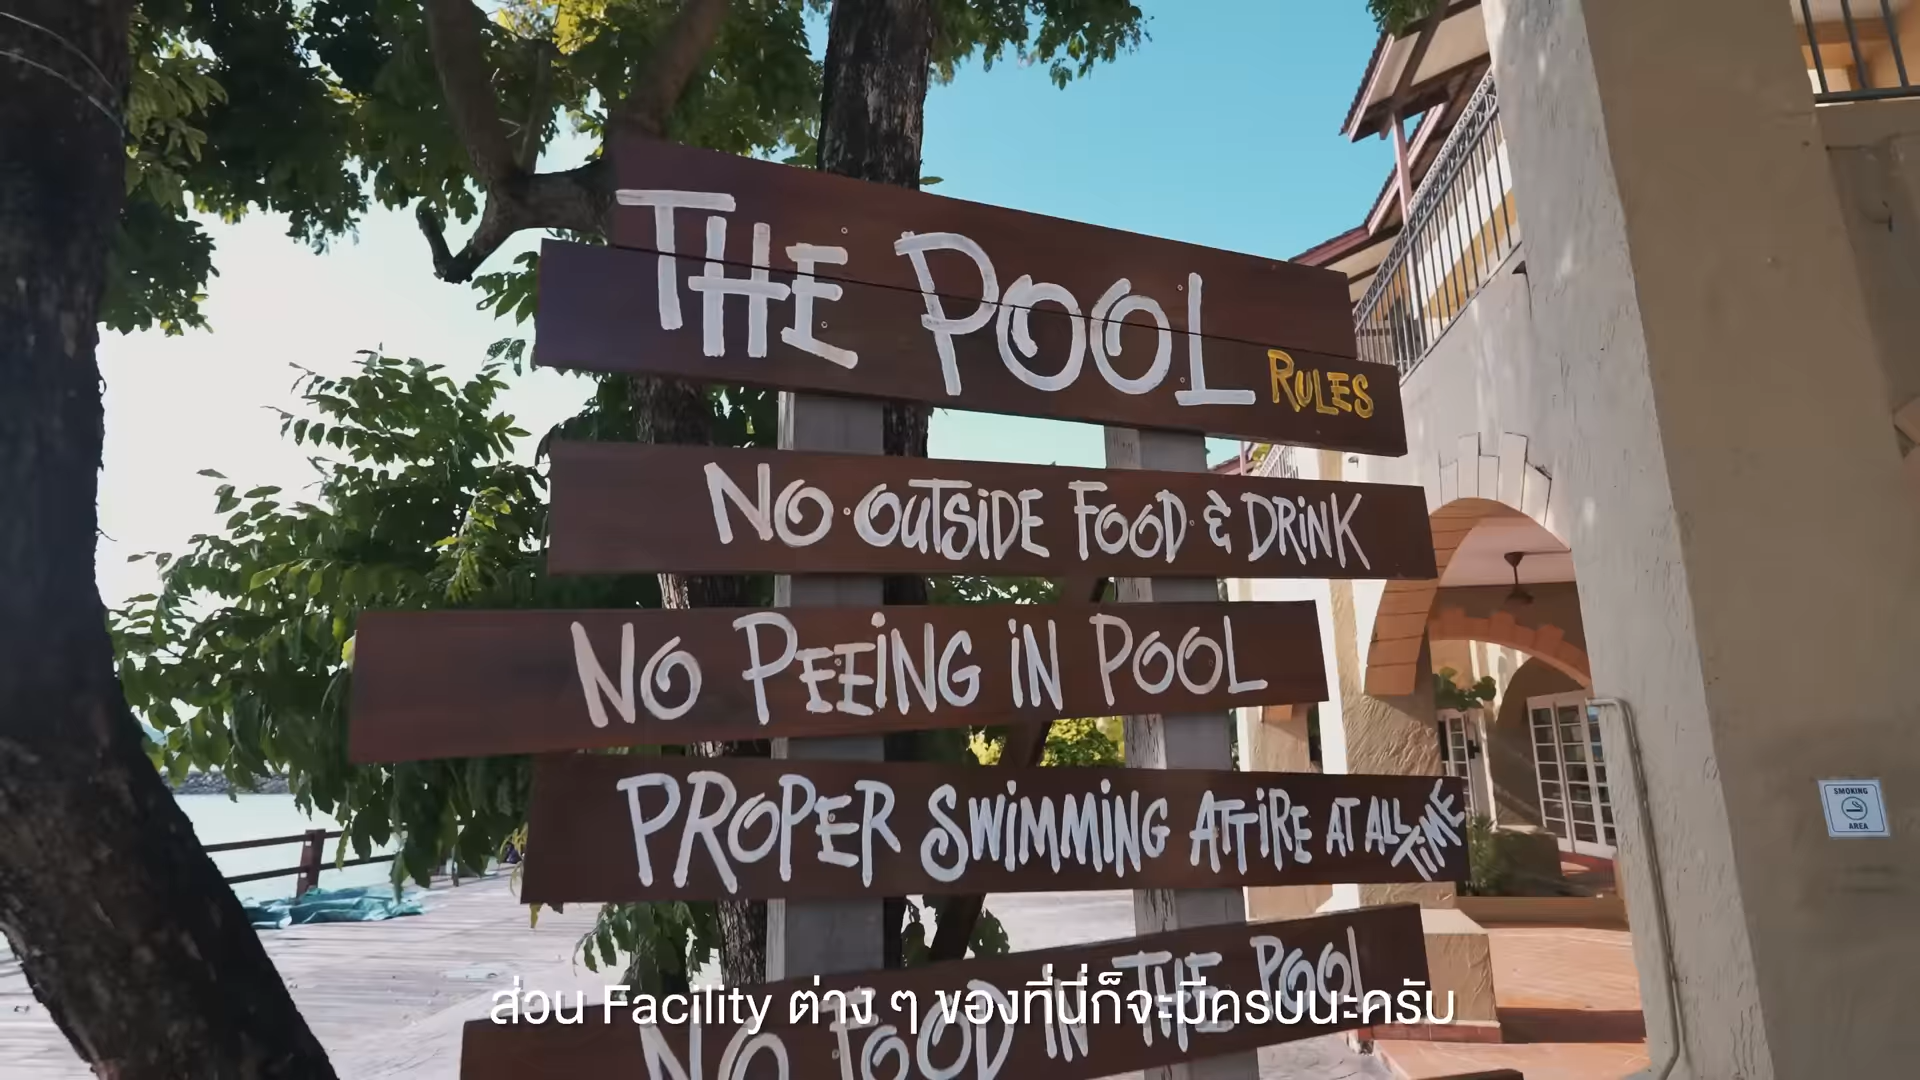 THE POOL RULES
NO OUTSIDE FOOD & DRINK
NO PEEING IN POOL
PROPER SWIMMING ATTIRE AT ALL TIME
NO FOOD IN THE POOL
ส่วน Facility ต่าง ๆ ของที่นี่ก็จะมีครบนะครับ
SMOKING
AREA